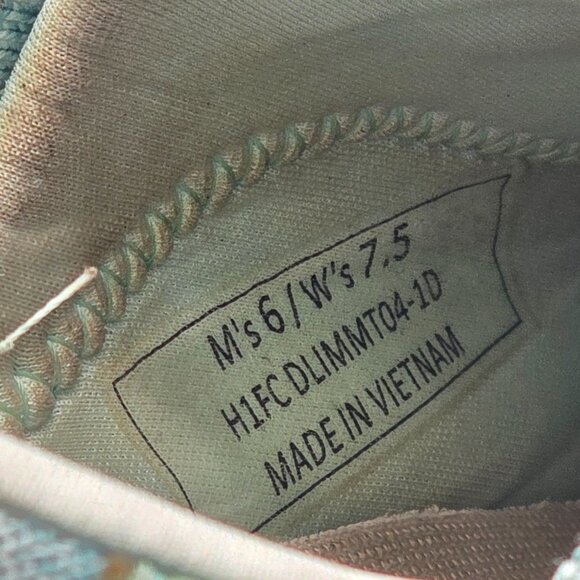 M's 6 / W's 7.5
H1FC DLIMMT04-1D
MADE IN VIETNAM